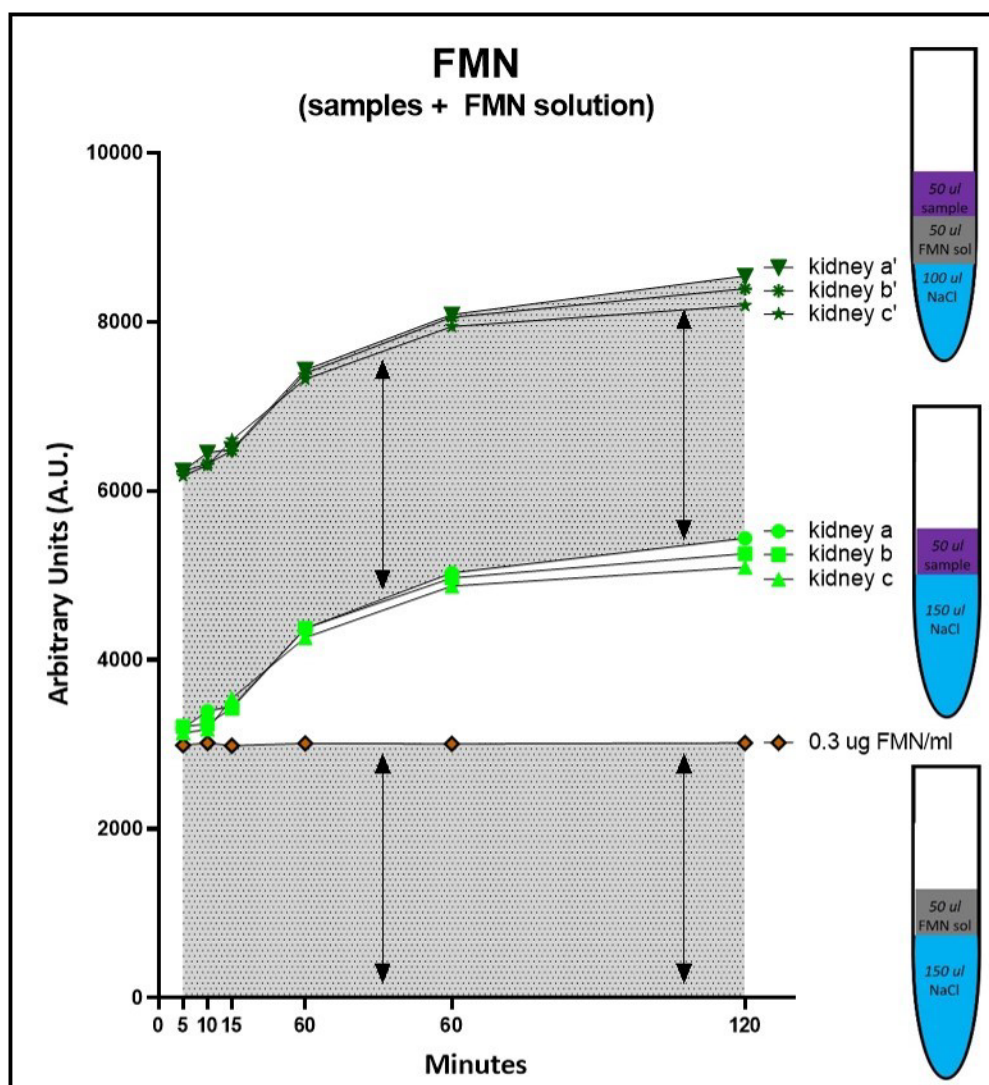 FMN
(samples + FMN solution)
Arbitrary Units (A.U.)
10000
8000
6000
4000
2000
0
0 5 10 15 60 60 120
Minutes
kidney a'
kidney b'
kidney c'
kidney a
kidney b
kidney c
0.3 ug FMN/ml
50 ul
sample
50 ul
FMN sol
100 ul
NaCl
50 ul
sample
150 ul
NaCl
50 ul
FMN sol
150 ul
NaCl